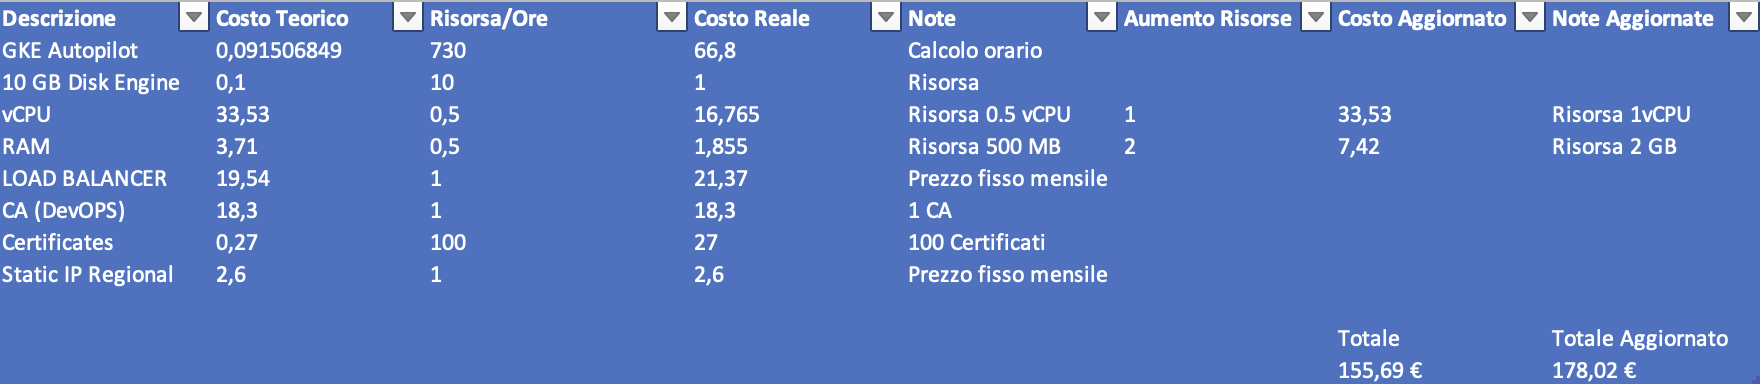 Descrizione Costo Teorico Risorsa/Ore Costo Reale Note Aumento Risorse Costo Aggiornato Note Aggiornate
GKE Autopilot 0,091506849 730 66,8 Calcolo orario
10 GB Disk Engine 0,1 10 1 Risorsa
vCPU 33,53 0,5 16,765 Risorsa 0.5 vCPU 1 33,53 Risorsa 1vCPU
RAM 3,71 0,5 1,855 Risorsa 500 MB 2 7,42 Risorsa 2 GB
LOAD BALANCER 19,54 1 21,37 Prezzo fisso mensile
CA (DevOPS) 18,3 1 18,3 1 CA
Certificates 0,27 100 27 100 Certificati
Static IP Regional 2,6 1 2,6 Prezzo fisso mensile
Totale Totale Aggiornato
155,69 € 178,02 €